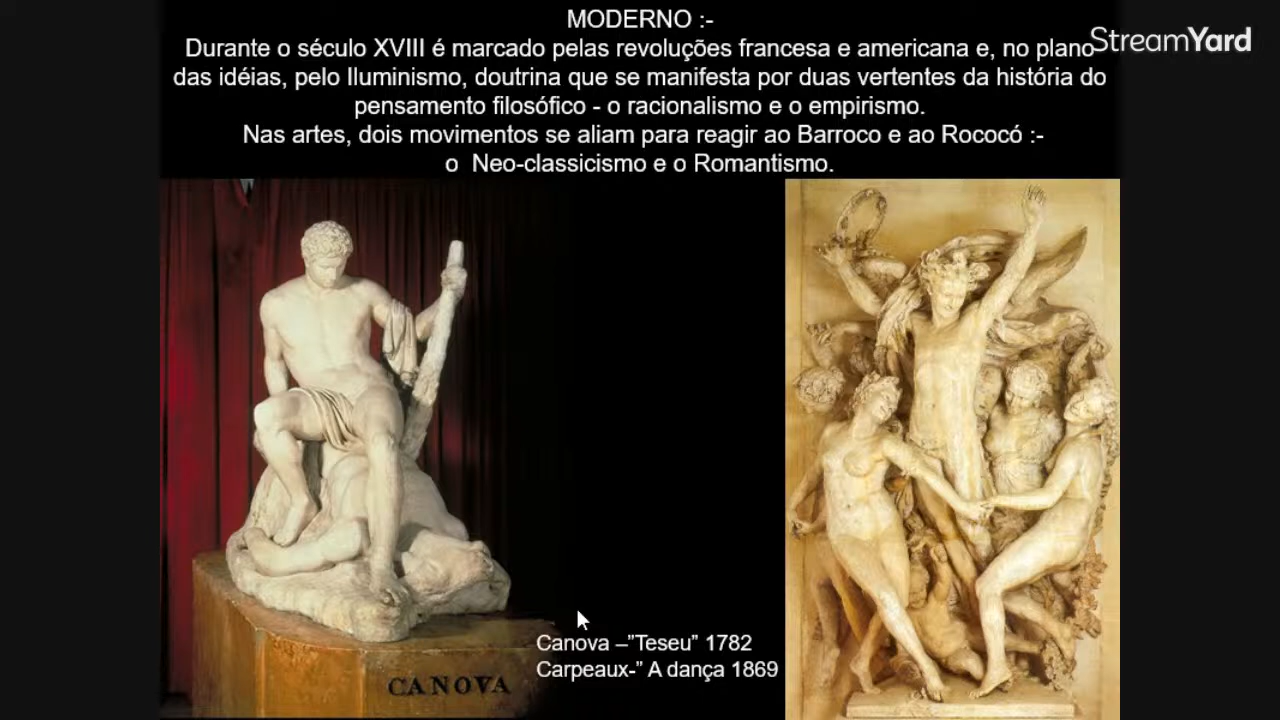 MODERNO :-
Durante o século XVIII é marcado pelas revoluções francesa e americana e, no plano
das idéias, pelo Iluminismo, doutrina que se manifesta por duas vertentes da história do
pensamento filosófico - o racionalismo e o empirismo.
Nas artes, dois movimentos se aliam para reagir ao Barroco e ao Rococó :-
o  Neo-classicismo e o Romantismo.
StreamYard
Canova –”Teseu” 1782
Carpeaux-” A dança 1869
CANOVA